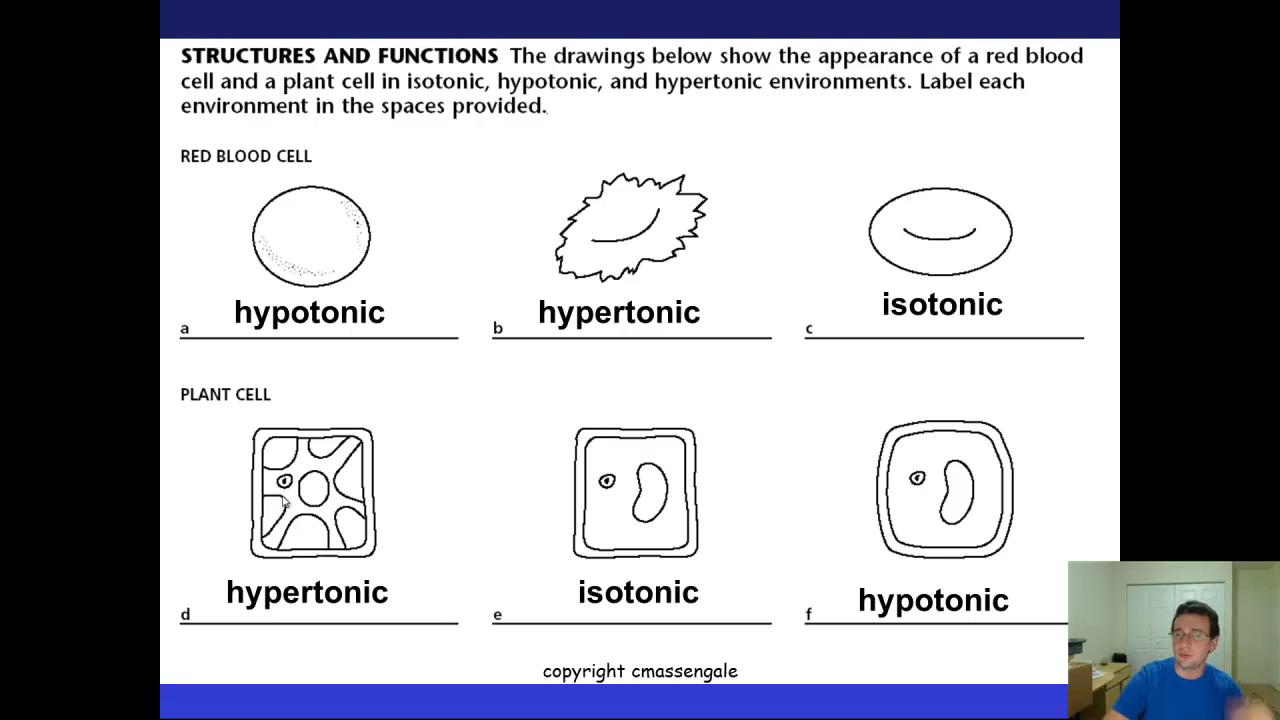 STRUCTURES AND FUNCTIONS The drawings below show the appearance of a red blood
cell and a plant cell in isotonic, hypotonic, and hypertonic environments. Label each
environment in the spaces provided.
RED BLOOD CELL
a hypotonic
b hypertonic
c isotonic
PLANT CELL
d hypertonic
e isotonic
f hypotonic
copyright cmassengale